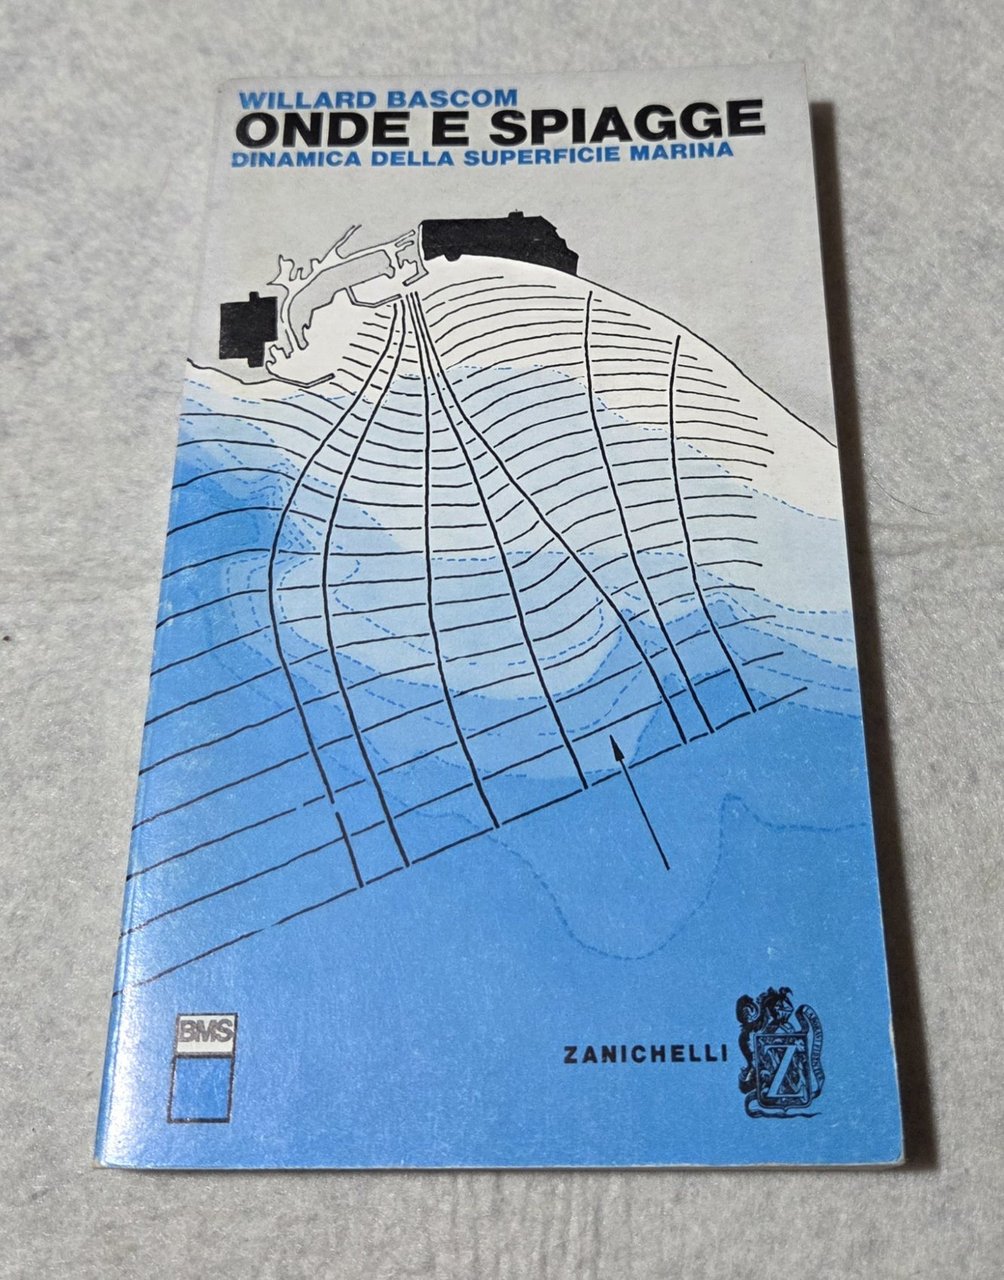 WILLARD BASCOM
ONDE E SPIAGGE
DINAMICA DELLA SUPERFICIE MARINA
BMS
ZANICHELLI
Z